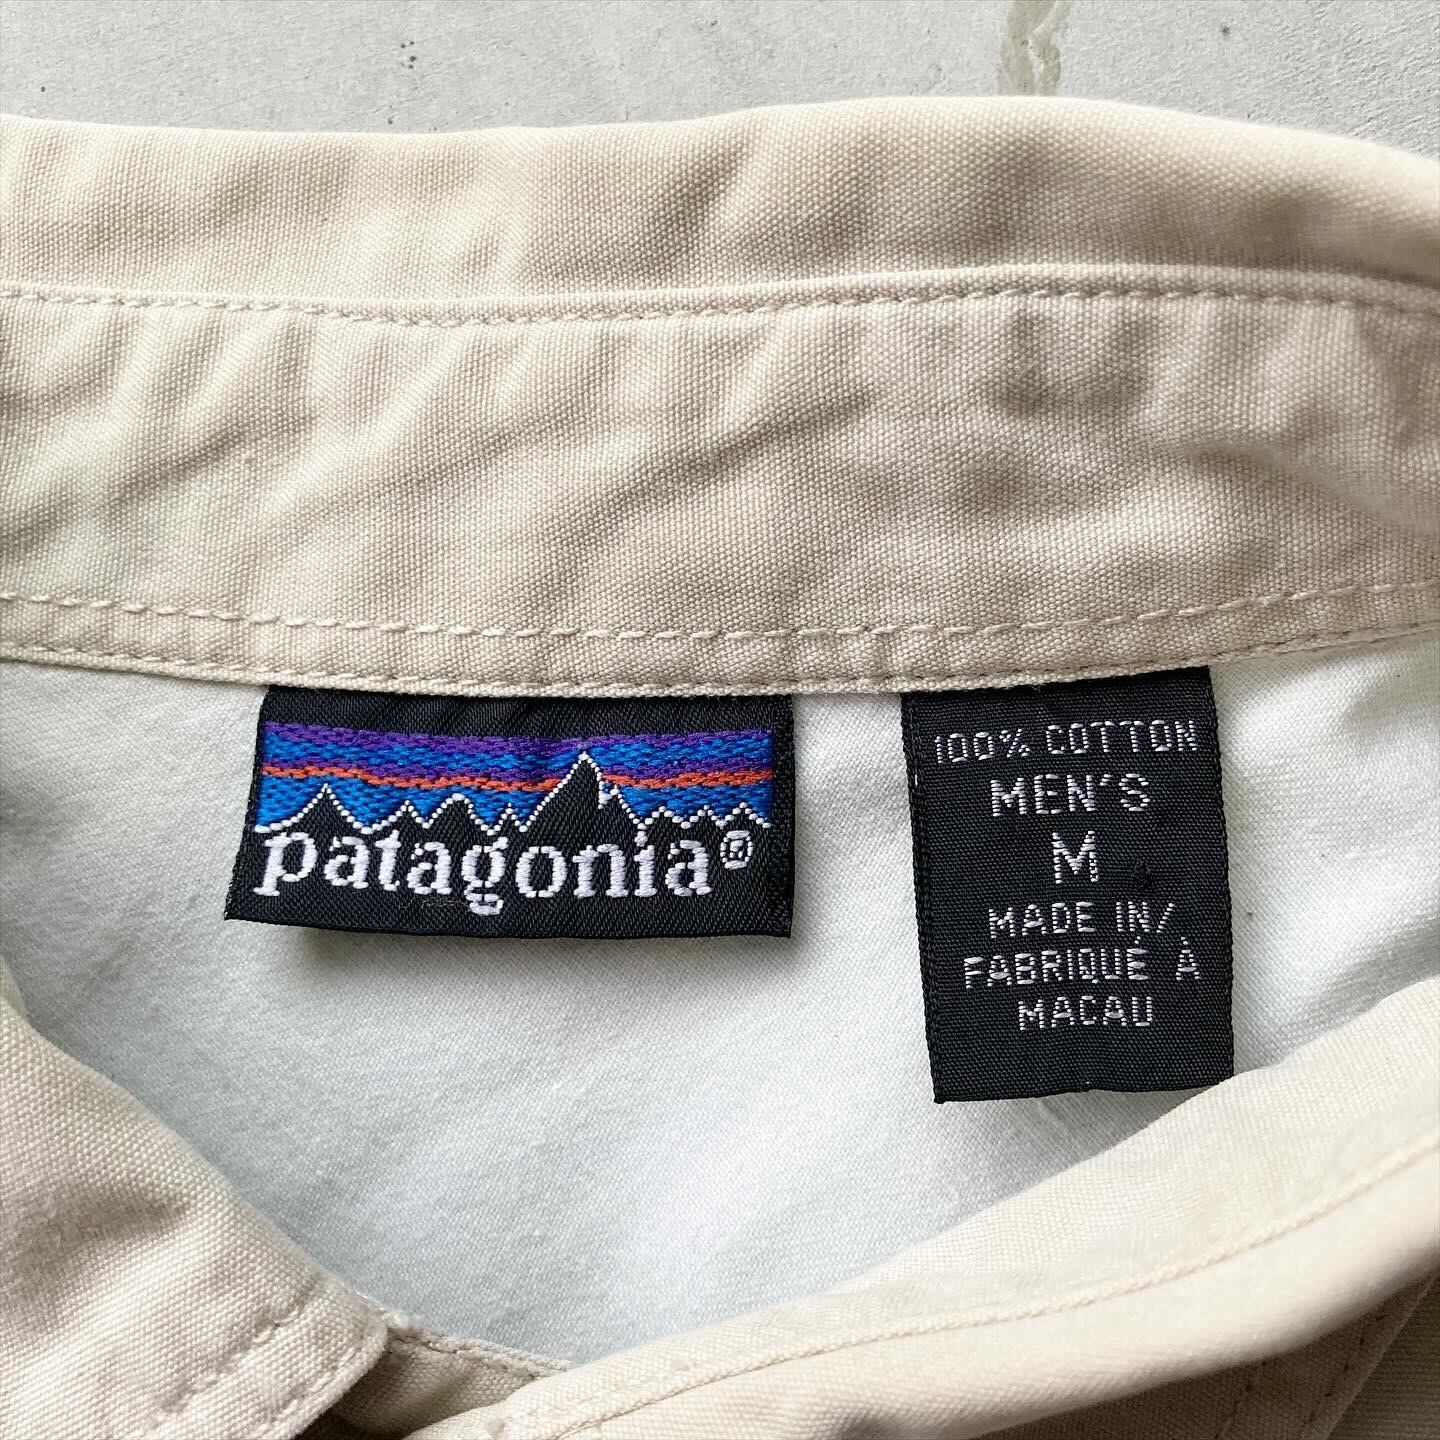 patagonia®
100% COTTON
MEN'S
M
MADE IN/
FABRIQUÉ À
MACAU